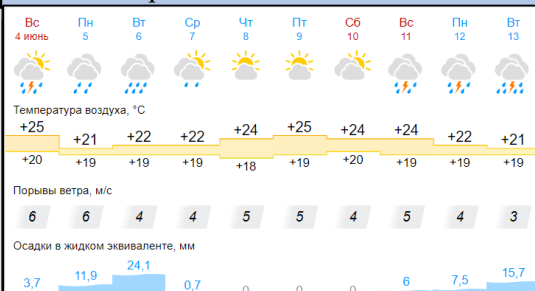 Вс Пн Вт Ср Чт Пт Сб Вс Пн Вт
4 июнь 5 6 7 8 9 10 11 12 13
Температура воздуха, °C
+25 +21 +22 +22 +24 +25 +24 +24 +22 +21
+20 +19 +19 +19 +18 +19 +20 +19 +19 +19
Порывы ветра, м/с
6 6 4 4 5 5 4 5 4 3
Осадки в жидком эквиваленте, мм
3,7 11,9 24,1 0,7 0 0 0 6 7,5 15,7